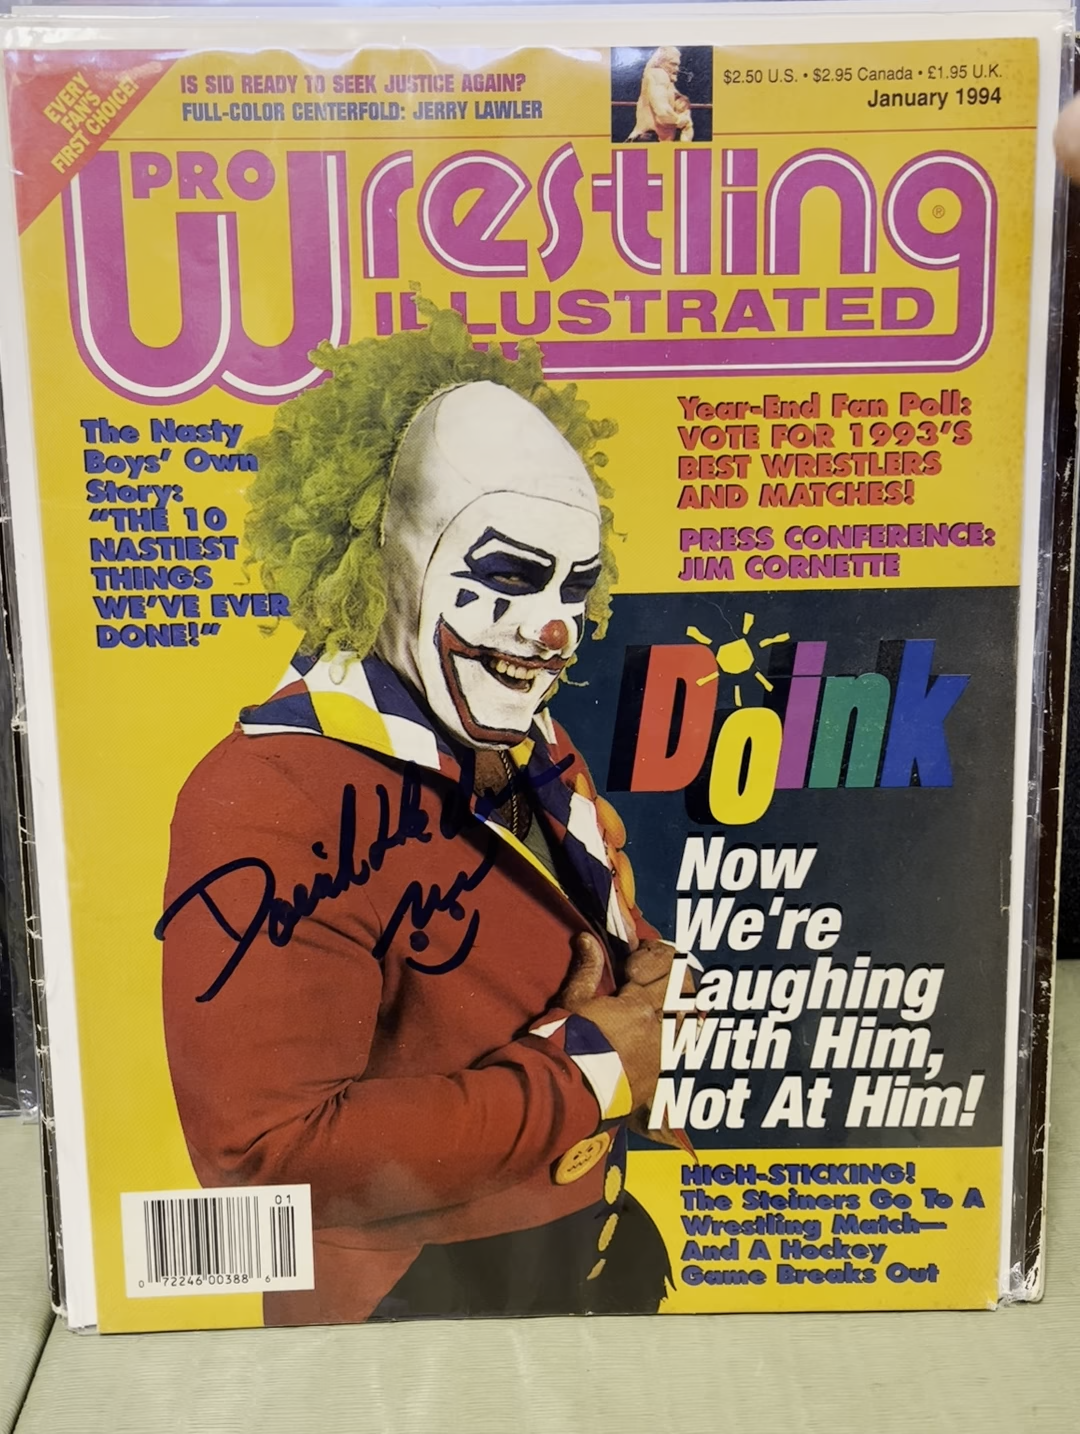 EVERY
FAN'S
FIRST CHOICE!
IS SID READY TO SEEK JUSTICE AGAIN?
FULL-COLOR CENTERFOLD: JERRY LAWLER
$2.50 U.S. • $2.95 Canada • £1.95 U.K.
January 1994
PRO
Wrestling ®
ILLUSTRATED
The Nasty
Boys' Own
Story:
"THE 10
NASTIEST
THINGS
WE'VE EVER
DONE!"
Year-End Fan Poll:
VOTE FOR 1993'S
BEST WRESTLERS
AND MATCHES!
PRESS CONFERENCE:
JIM CORNETTE
Doink
Now
We're
Laughing
With Him,
Not At Him!
HIGH-STICKING!
The Steiners Go To A
Wrestling Match—
And A Hockey
Game Breaks Out
01
0 72246 00388 6